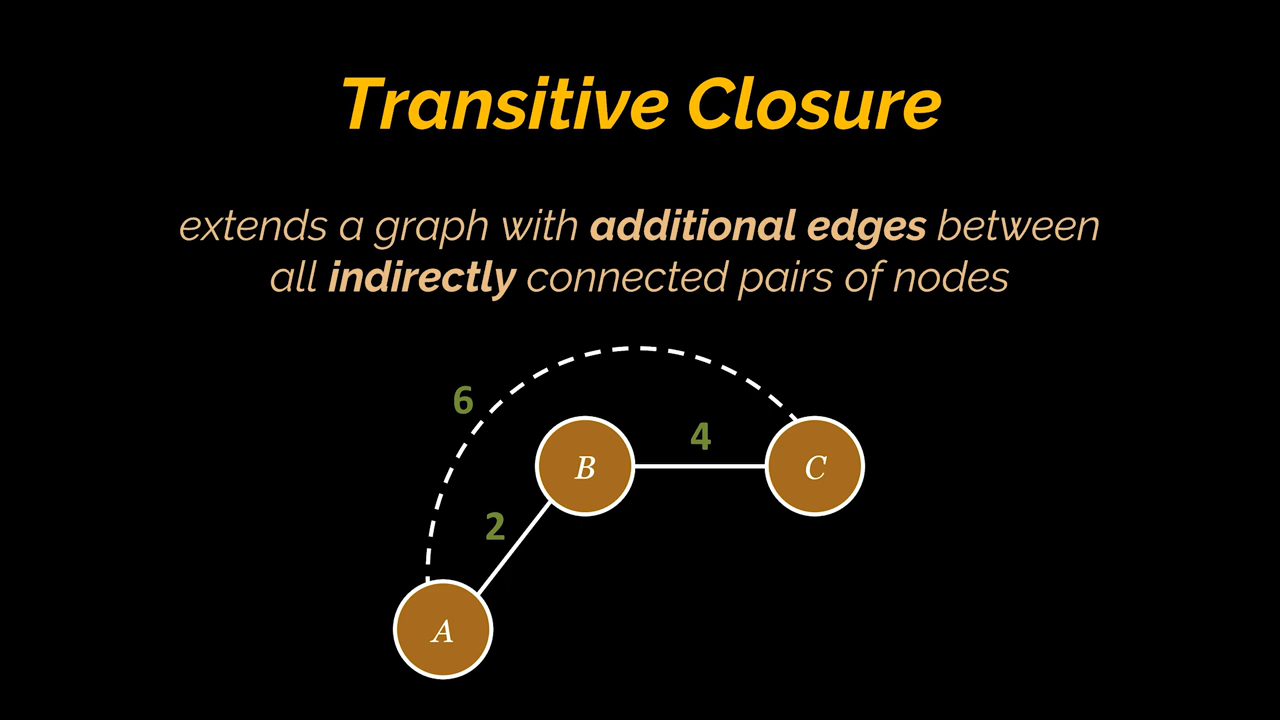 Transitive Closure
extends a graph with additional edges between
all indirectly connected pairs of nodes
6
B
4
C
2
A